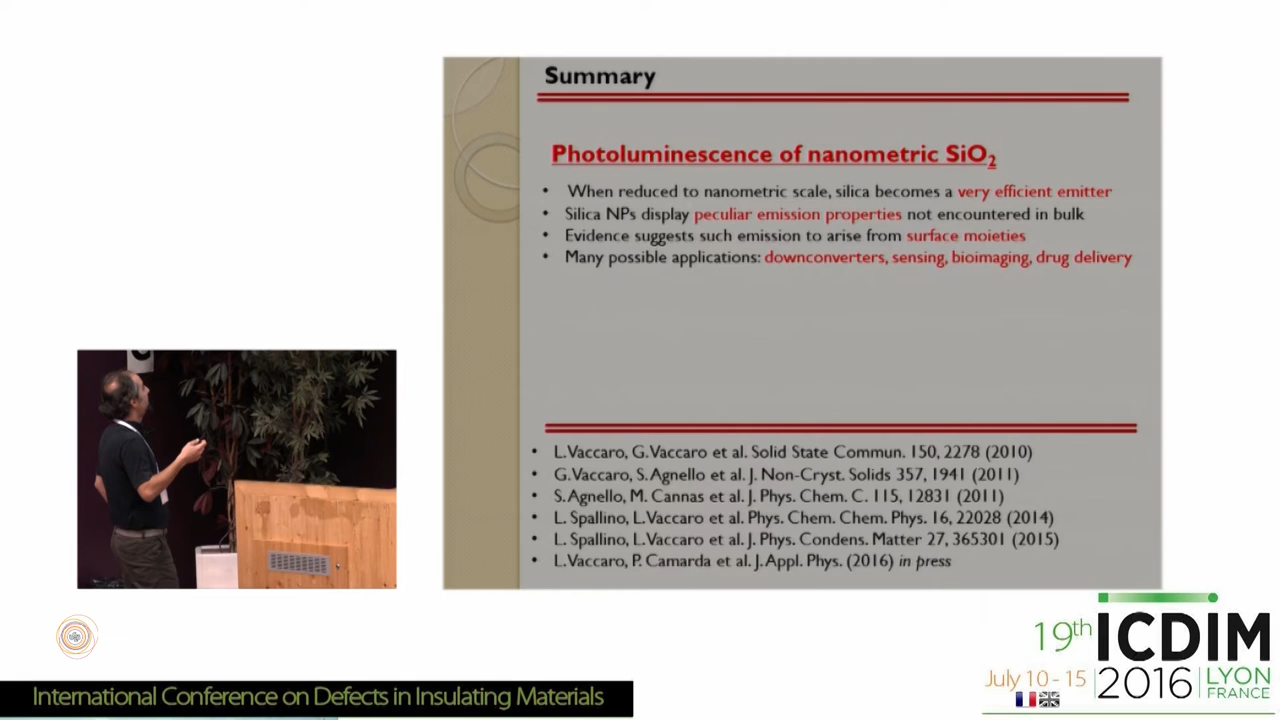 Summary
Photoluminescence of nanometric SiO2
• When reduced to nanometric scale, silica becomes a very efficient emitter
• Silica NPs display peculiar emission properties not encountered in bulk
• Evidence suggests such emission to arise from surface moieties
• Many possible applications: downconverters, sensing, bioimaging, drug delivery
• L. Vaccaro, G. Vaccaro et al. Solid State Commun. 150, 2278 (2010)
• G. Vaccaro, S. Agnello et al. J. Non-Cryst. Solids 357, 1941 (2011)
• S. Agnello, M. Cannas et al. J. Phys. Chem. C. 115, 12831 (2011)
• L. Spallino, L. Vaccaro et al. Phys. Chem. Chem. Phys. 16, 22028 (2014)
• L. Spallino, L. Vaccaro et al. J. Phys. Condens. Matter 27, 365301 (2015)
• L. Vaccaro, P. Camarda et al. J. Appl. Phys. (2016) in press
19th ICDIM
July 10 - 15 2016 LYON
FRANCE
International Conference on Defects in Insulating Materials